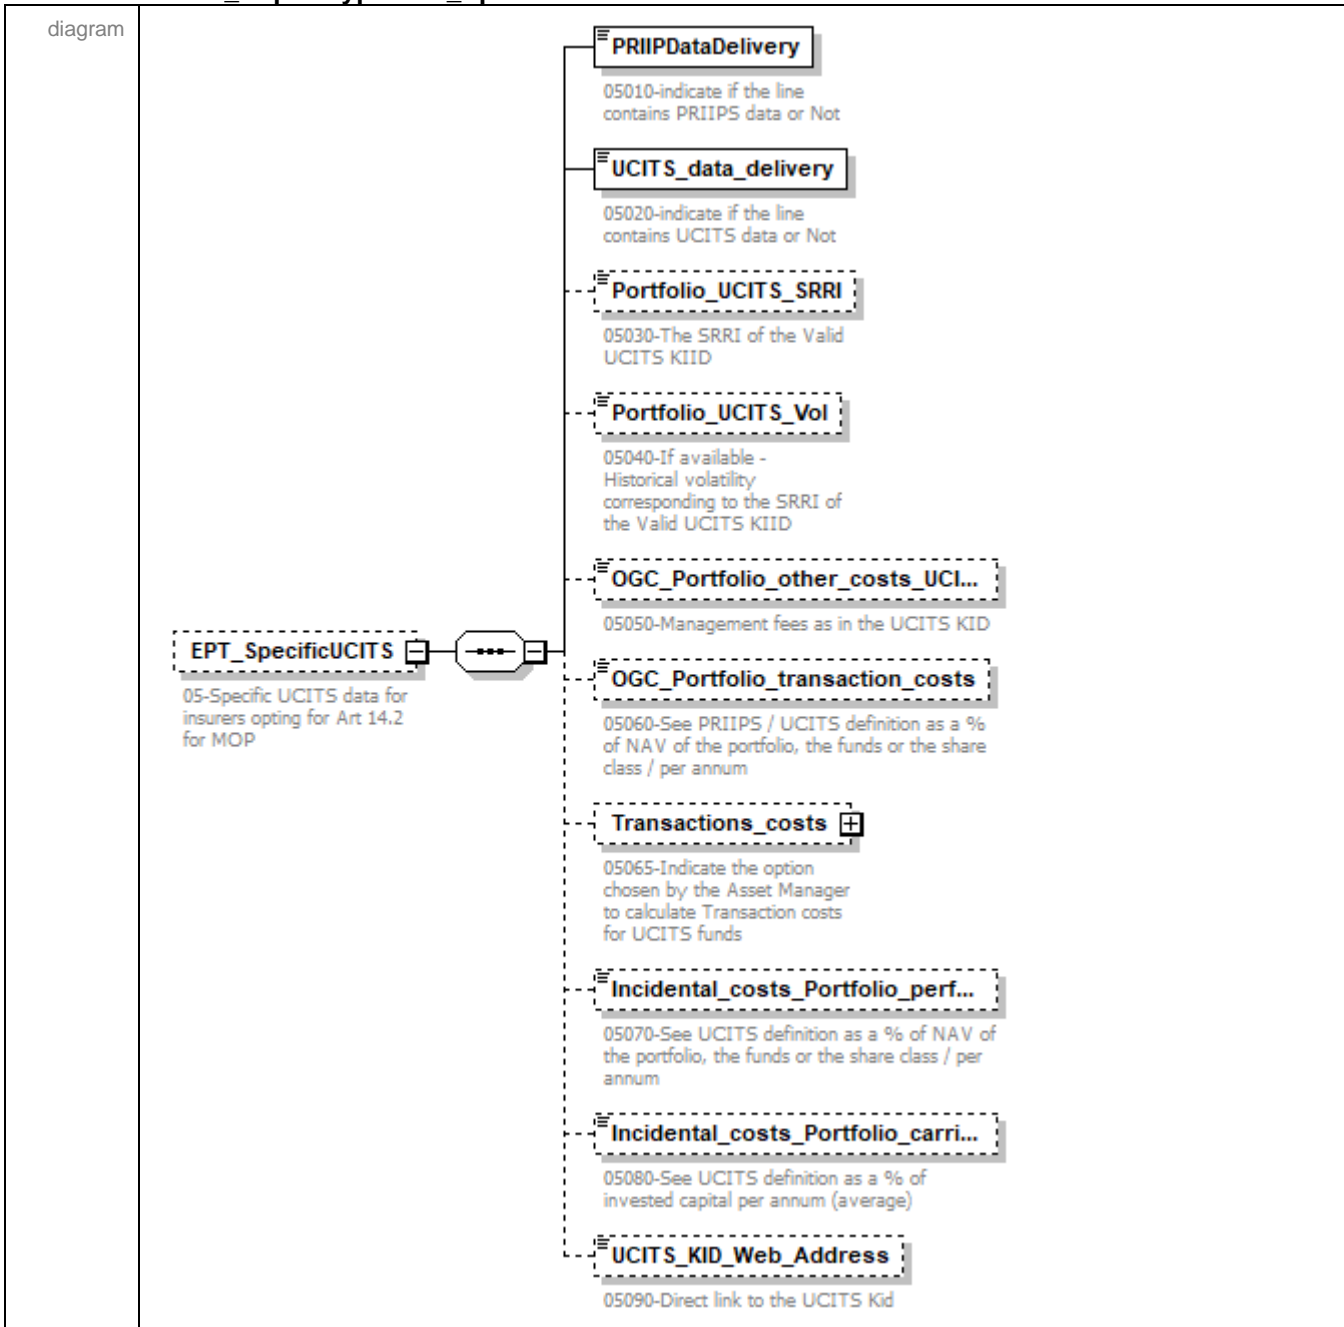 diagram
PRIIPDataDelivery
05010-indicate if the line
contains PRIIPS data or Not
UCITS_data_delivery
05020-indicate if the line
contains UCITS data or Not
Portfolio_UCITS_SRRI
05030-The SRRI of the Valid
UCITS KIID
Portfolio_UCITS_Vol
05040-If available -
Historical volatility
corresponding to the SRRI of
the Valid UCITS KIID
OGC_Portfolio_other_costs_UCI...
05050-Management fees as in the UCITS KID
EPT_SpecificUCITS
05-Specific UCITS data for
insurers opting for Art 14.2
for MOP
OGC_Portfolio_transaction_costs
05060-See PRIIPS / UCITS definition as a %
of NAV of the portfolio, the funds or the share
class / per annum
Transactions_costs
05065-Indicate the option
chosen by the Asset Manager
to calculate Transaction costs
for UCITS funds
Incidental_costs_Portfolio_perf...
05070-See UCITS definition as a % of NAV of
the portfolio, the funds or the share class / per
annum
Incidental_costs_Portfolio_carri...
05080-See UCITS definition as a % of
invested capital per annum (average)
UCITS_KID_Web_Address
05090-Direct link to the UCITS Kid